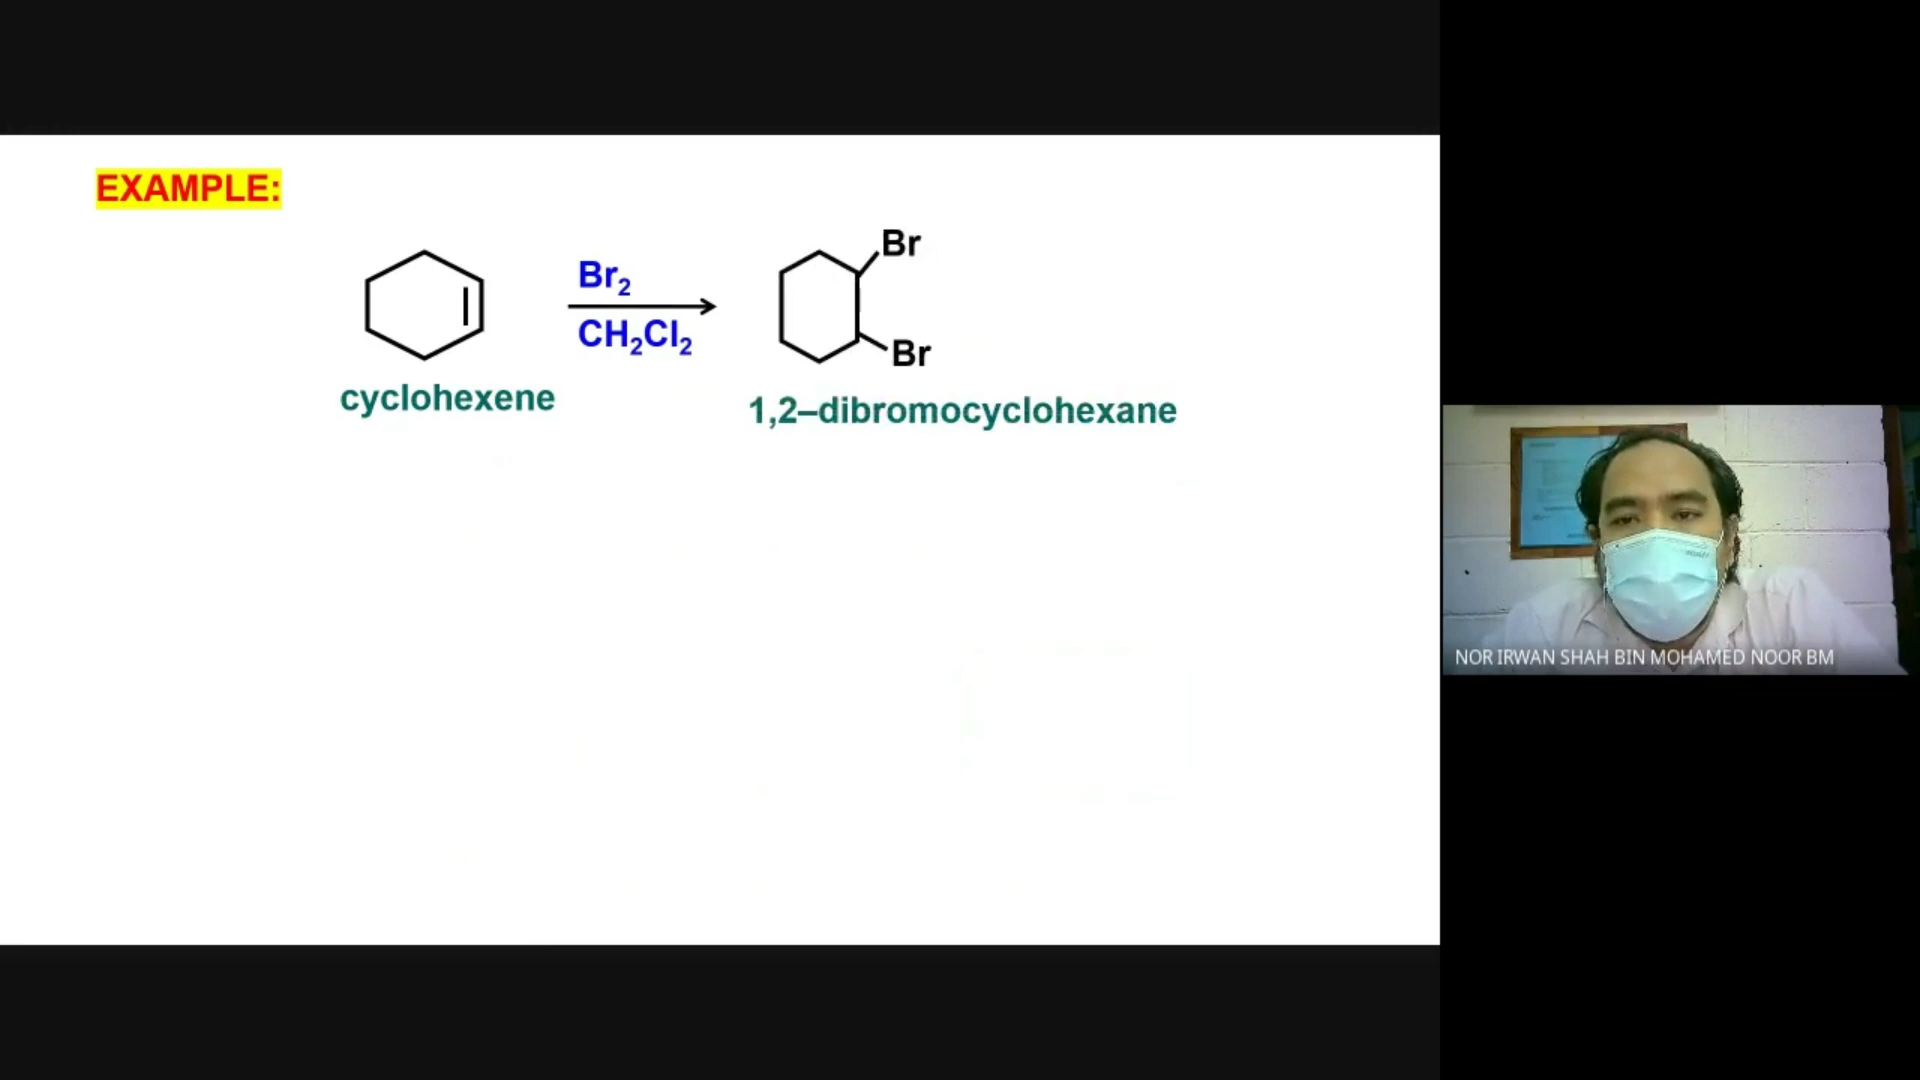 EXAMPLE:
Br
Br₂
CH₂Cl₂
Br
cyclohexene
1,2–dibromocyclohexane
NOR IRWAN SHAH BIN MOHAMED NOOR BM